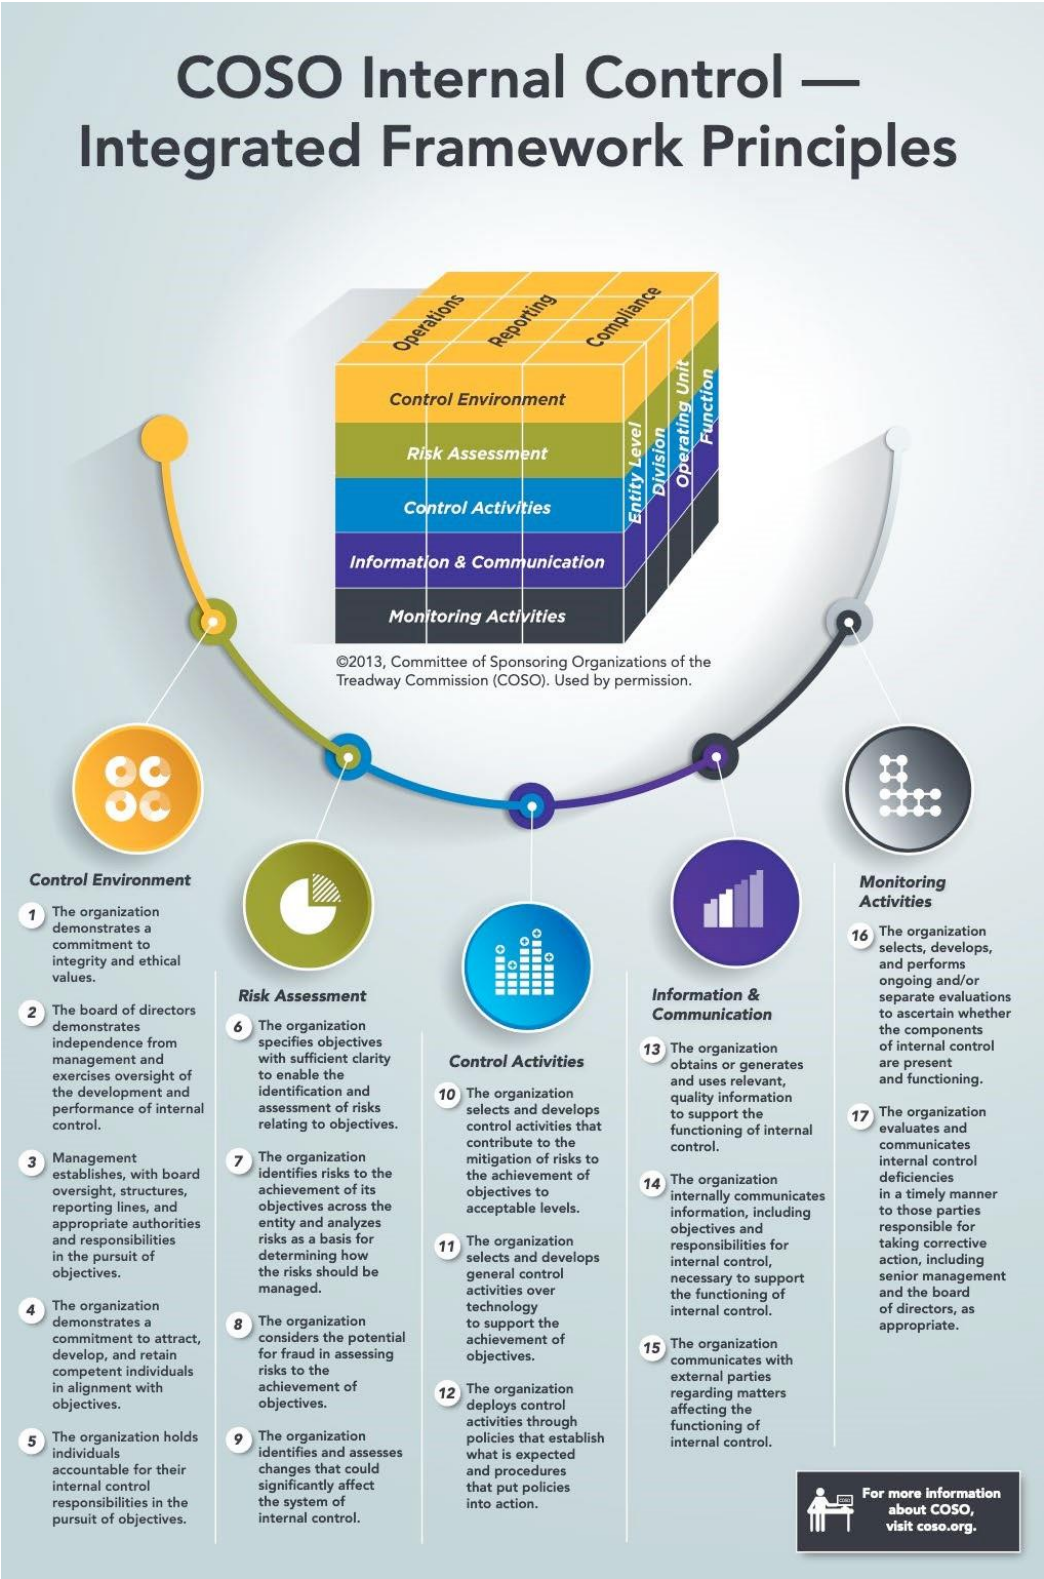 COSO Internal Control —
Integrated Framework Principles
Operations
Reporting
Compliance
Control Environment
Risk Assessment
Control Activities
Information & Communication
Monitoring Activities
Entity Level
Division
Operating Unit
Function
©2013, Committee of Sponsoring Organizations of the
Treadway Commission (COSO). Used by permission.
Control Environment
1 The organization
demonstrates a
commitment to
integrity and ethical
values.
2 The board of directors
demonstrates
independence from
management and
exercises oversight of
the development and
performance of internal
control.
3 Management
establishes, with board
oversight, structures,
reporting lines, and
appropriate authorities
and responsibilities
in the pursuit of
objectives.
4 The organization
demonstrates a
commitment to attract,
develop, and retain
competent individuals
in alignment with
objectives.
5 The organization holds
individuals
accountable for their
internal control
responsibilities in the
pursuit of objectives.
Risk Assessment
6 The organization
specifies objectives
with sufficient clarity
to enable the
identification and
assessment of risks
relating to objectives.
7 The organization
identifies risks to the
achievement of its
objectives across the
entity and analyzes
risks as a basis for
determining how
the risks should be
managed.
8 The organization
considers the potential
for fraud in assessing
risks to the
achievement of
objectives.
9 The organization
identifies and assesses
changes that could
significantly affect
the system of
internal control.
Control Activities
10 The organization
selects and develops
control activities that
contribute to the
mitigation of risks to
the achievement of
objectives to
acceptable levels.
11 The organization
selects and develops
general control
activities over
technology
to support the
achievement of
objectives.
12 The organization
deploys control
activities through
policies that establish
what is expected
and procedures
that put policies
into action.
Information &
Communication
13 The organization
obtains or generates
and uses relevant,
quality information
to support the
functioning of internal
control.
14 The organization
internally communicates
information, including
objectives and
responsibilities for
internal control,
necessary to support
the functioning of
internal control.
15 The organization
communicates with
external parties
regarding matters
affecting the
functioning of
internal control.
Monitoring
Activities
16 The organization
selects, develops,
and performs
ongoing and/or
separate evaluations
to ascertain whether
the components
of internal control
are present
and functioning.
17 The organization
evaluates and
communicates
internal control
deficiencies
in a timely manner
to those parties
responsible for
taking corrective
action, including
senior management
and the board
of directors, as
appropriate.
COSO
For more information
about COSO,
visit coso.org.